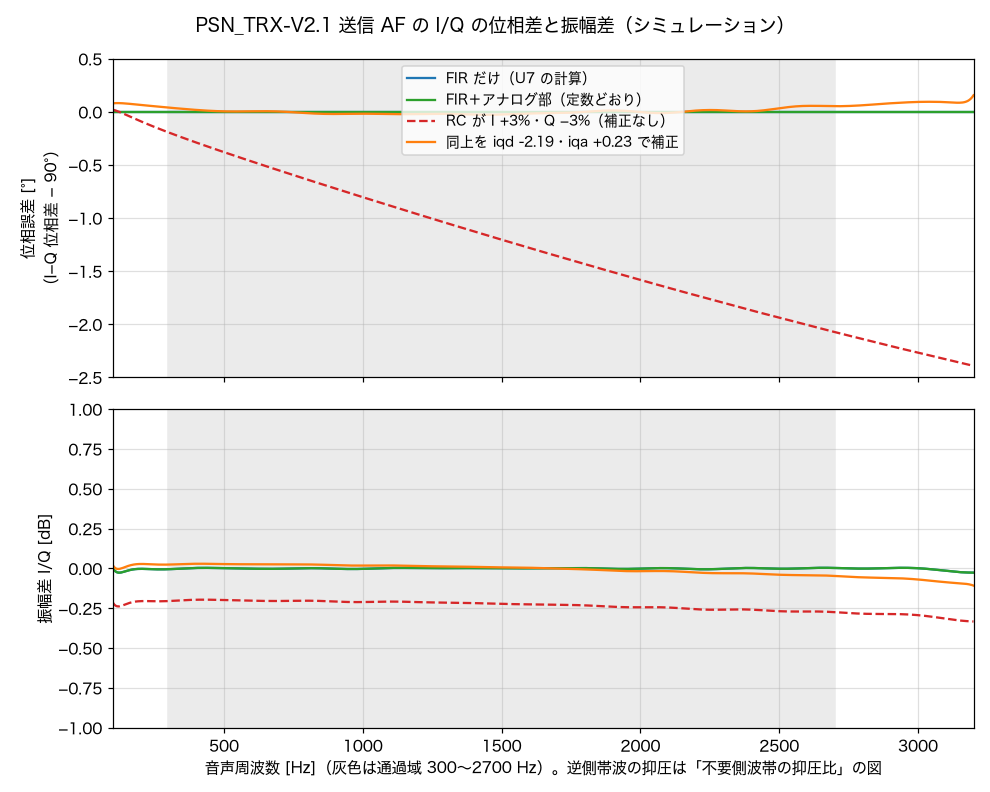 PSN_TRX-V2.1 送信 AF の I/Q の位相差と振幅差（シミュレーション）
位相誤差 [°]
(I−Q 位相差 − 90°)
0.5
0.0
−0.5
−1.0
−1.5
−2.0
−2.5
FIR だけ（U7 の計算）
FIR＋アナログ部（定数どおり）
RC が I +3%・Q −3%（補正なし）
同上を iqd -2.19・iqa +0.23 で補正
振幅差 I/Q [dB]
1.00
0.75
0.50
0.25
0.00
−0.25
−0.50
−0.75
−1.00
500 1000 1500 2000 2500 3000
音声周波数 [Hz]（灰色は通過域 300〜2700 Hz）。逆側帯波の抑圧は「不要側波帯の抑圧比」の図